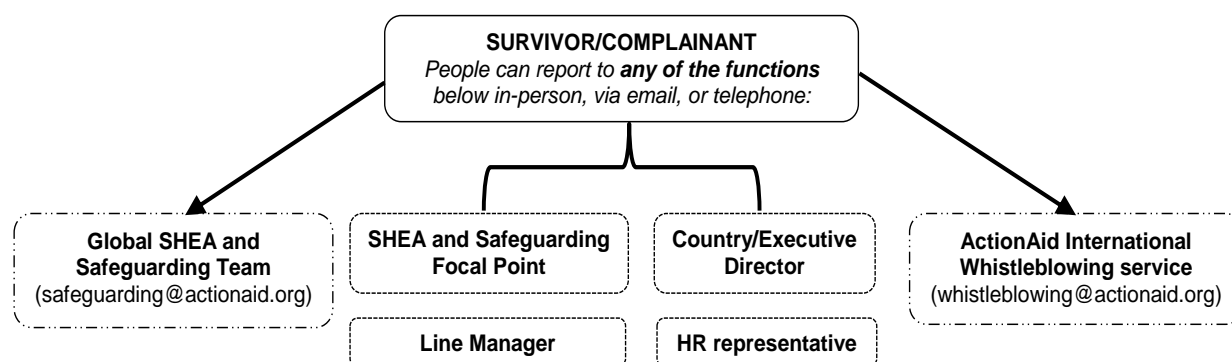 SURVIVOR/COMPLAINANT
People can report to any of the functions
below in-person, via email, or telephone:
Global SHEA and
Safeguarding Team
(safeguarding@actionaid.org)
SHEA and Safeguarding
Focal Point
Country/Executive
Director
ActionAid International
Whistleblowing service
(whistleblowing@actionaid.org)
Line Manager
HR representative